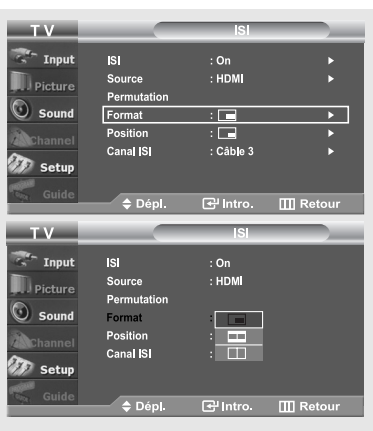 TV
ISI
Input
Picture
Sound
Channel
Setup
Guide
ISI : On
Source : HDMI
Permutation
Format :
Position :
Canal ISI : Câble 3
Dépl. Intro. Retour
TV
ISI
Input
Picture
Sound
Channel
Setup
Guide
ISI : On
Source : HDMI
Permutation
Format :
Position :
Canal ISI :
Dépl. Intro. Retour